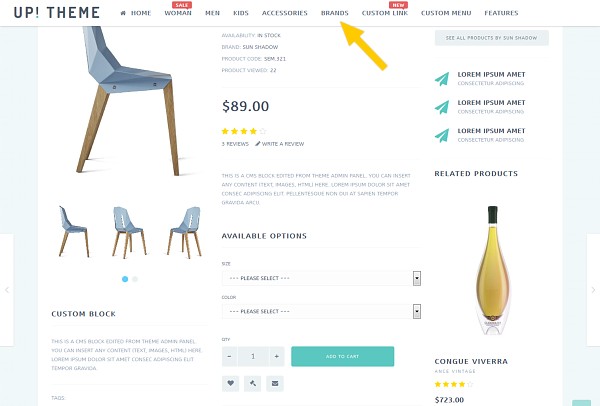 UP! THEME
HOME
SALE
WOMAN
MEN
KIDS
ACCESSORIES
BRANDS
NEW
CUSTOM LINK
CUSTOM MENU
FEATURES
AVAILABILITY: IN STOCK
BRAND: SUN SHADOW
PRODUCT CODE: SEM.321
PRODUCT VIEWED: 22
$89.00
3 REVIEWS
WRITE A REVIEW
THIS IS A CMS BLOCK EDITED FROM THEME ADMIN PANEL. YOU CAN INSERT
ANY CONTENT (TEXT, IMAGES, HTML) HERE. LOREM IPSUM DOLOR SIT AMET
CONSEC ADIPISCING ELIT. PELLENTESQUE NON DUI AT SAPIEN TEMPOR
GRAVIDA ARCU.
AVAILABLE OPTIONS
SIZE
--- PLEASE SELECT ---
COLOR
--- PLEASE SELECT ---
QTY
- 1 +
ADD TO CART
CUSTOM BLOCK
THIS IS A CMS BLOCK EDITED FROM THEME ADMIN PANEL.
YOU CAN INSERT ANY CONTENT (TEXT, IMAGES, HTML) HERE.
LOREM IPSUM DOLOR SIT AMET CONSEC ADIPISCING ELIT
TEMPOR GRAVIDA.
TAGS:
SEE ALL PRODUCTS BY SUN SHADOW
LOREM IPSUM AMET
CONSECTETUR ADIPISCING
LOREM IPSUM AMET
CONSECTETUR ADIPISCING
LOREM IPSUM AMET
CONSECTETUR ADIPISCING
RELATED PRODUCTS
CONGUE VIVERRA
VINTAGE
$723.00